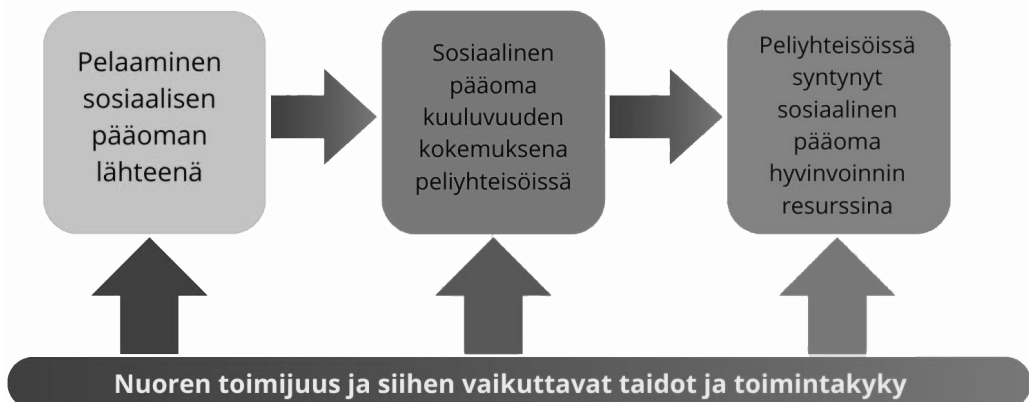 Pelaaminen
sosiaalisen
pääoman
lähteenä
Sosiaalinen
pääoma
kuuluvuuden
kokemuksena
peliyhteisöissä
Peliyhteisöissä
syntynyt
sosiaalinen
pääoma
hyvinvoinnin
resurssina
Nuoren toimijuus ja siihen vaikuttavat taidot ja toimintakyky